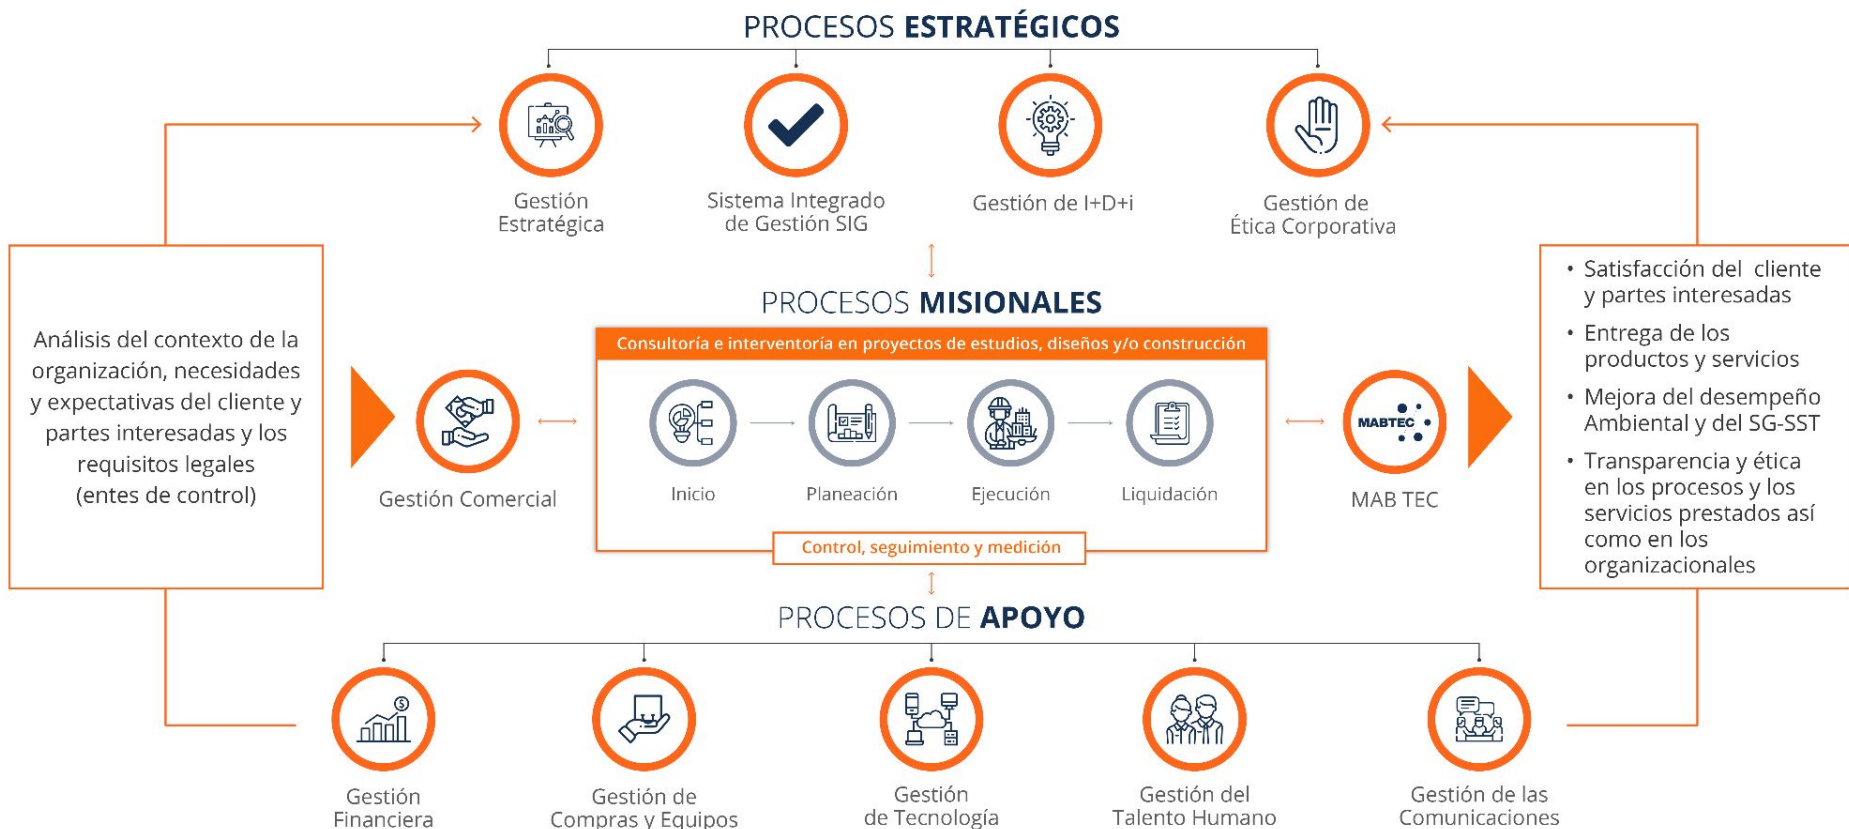 PROCESOS ESTRATÉGICOS
Gestión
Estratégica
Sistema Integrado
de Gestión SIG
Gestión de I+D+i
Gestión de
Ética Corporativa
Análisis del contexto de la
organización, necesidades
y expectativas del cliente y
partes interesadas y los
requisitos legales
(entes de control)
PROCESOS MISIONALES
Gestión Comercial
Consultoría e interventoría en proyectos de estudios, diseños y/o construcción
Inicio
Planeación
Ejecución
Liquidación
Control, seguimiento y medición
MABTEC
MAB TEC
• Satisfacción del cliente
y partes interesadas
• Entrega de los
productos y servicios
• Mejora del desempeño
Ambiental y del SG-SST
• Transparencia y ética
en los procesos y los
servicios prestados así
como en los
organizacionales
PROCESOS DE APOYO
$
Gestión
Financiera
Gestión de
Compras y Equipos
Gestión
de Tecnología
Gestión del
Talento Humano
Gestión de las
Comunicaciones